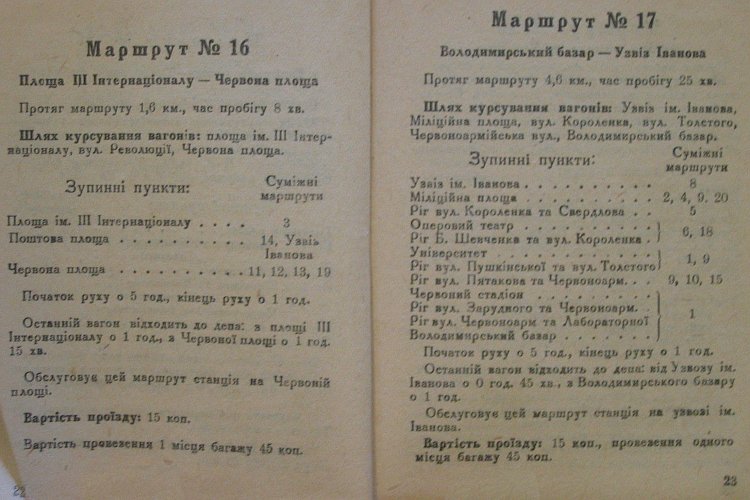 Маршрут № 16
Площа III Інтернаціоналу — Червона площа
Протяг маршруту 1,6 км., час пробігу 8 хв.
Шлях курсування вагонів: площа ім. III Інтер-
націоналу, вул. Революції, Червона площа.
Зупинні пункти: Суміжні
маршрути
Площа ім. III Інтернаціоналу . . . . 3
Поштова площа . . . . . . . . . 14, Узвіз
Іванова
Червона площа . . . . . . . . . 11, 12, 13, 19
Початок руху о 5 год., кінець руху о 1 год.
Останній вагон відходить до депа: з площі III
Інтернаціоналу о 1 год., з Червоної площі о 1 год.
15 хв.
Обслуговує цей маршрут станція на Червоній
площі.
Вартість проїзду: 15 коп.
Вартість провезення 1 місця багажу 45 коп.
22
Маршрут № 17
Володимирський базар — Узвіз Іванова
Протяг маршруту 4,6 км., час пробігу 25 хв.
Шлях курсування вагонів: Узвіз ім. Іванова,
Міліційна площа, вул. Короленка, вул. Толстого,
Червоноармійська вул., Володимирський базар.
Зупинні пункти: Суміжні
маршрути
Узвіз ім. Іванова . . . . . . . . . . 8
Міліційна площа . . . . . . . . . . 2, 4, 9, 20
Ріг вул. Короленка та Свердлова . . . 5
Оперовий театр . . . . . . . . . .
Ріг Б. Шевченка та вул. Короленка . } 6, 18
Університет . . . . . . . . . . .
Ріг вул. Пушкінської та вул. Толстого } 1, 9
Ріг вул. Пятакова та Червоноарм. . . 9, 10, 15
Червоний стадіон . . . . . . . . .
Ріг вул. Зарудного та Червоноарм. .
Ріг вул. Червоноарм та Лабораторної } 1
Володимирський базар . . . . . . .
Початок руху о 5 год., кінець руху о 1 год.
Останній вагон відходить до депа: від Узвозу ім.
Іванова о 0 год. 45 хв., з Володимирського базару
о 1 год.
Обслуговує цей маршрут станція на узвозі ім.
Іванова.
Вартість проїзду: 15 коп., провезення одного
місця багажу 45 коп.
23